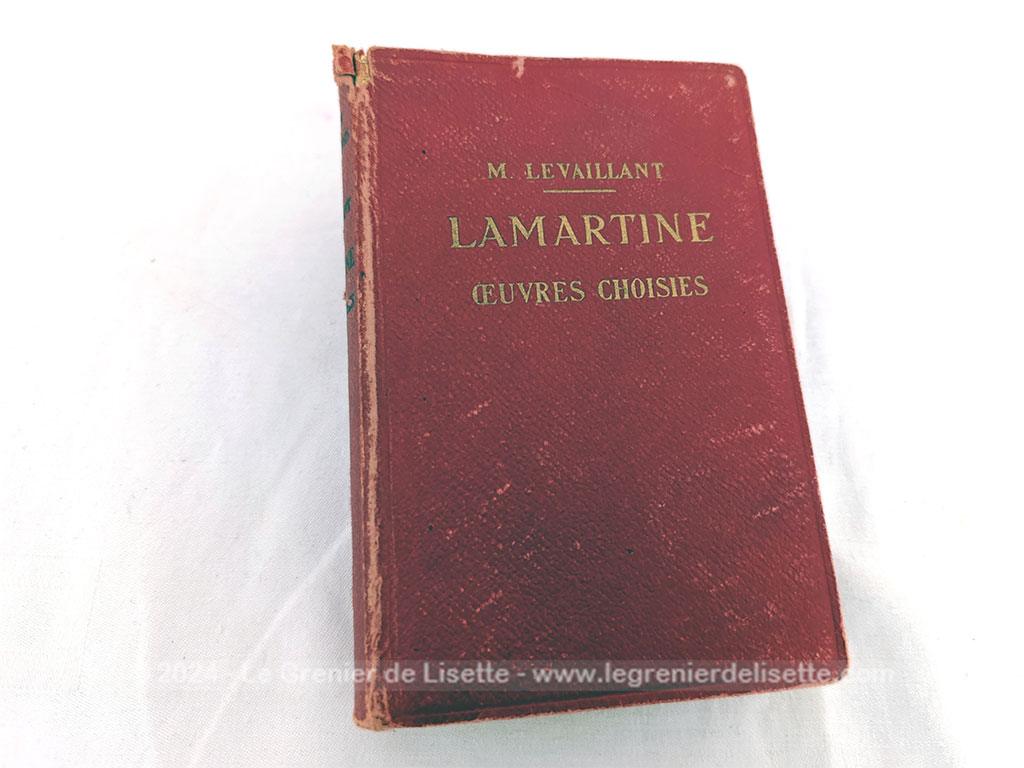 M. LEVAILLANT
LAMARTINE
ŒUVRES CHOISIES
2024 - Le Grenier de Lisette - www.legrenierdelisette.com